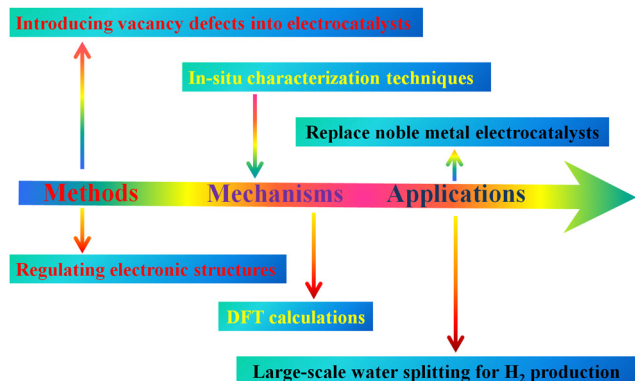 Introducing vacancy defects into electrocatalysts
In-situ characterization techniques
Replace noble metal electrocatalysts
Methods Mechanisms Applications
Regulating electronic structures
DFT calculations
Large-scale water splitting for H₂ production